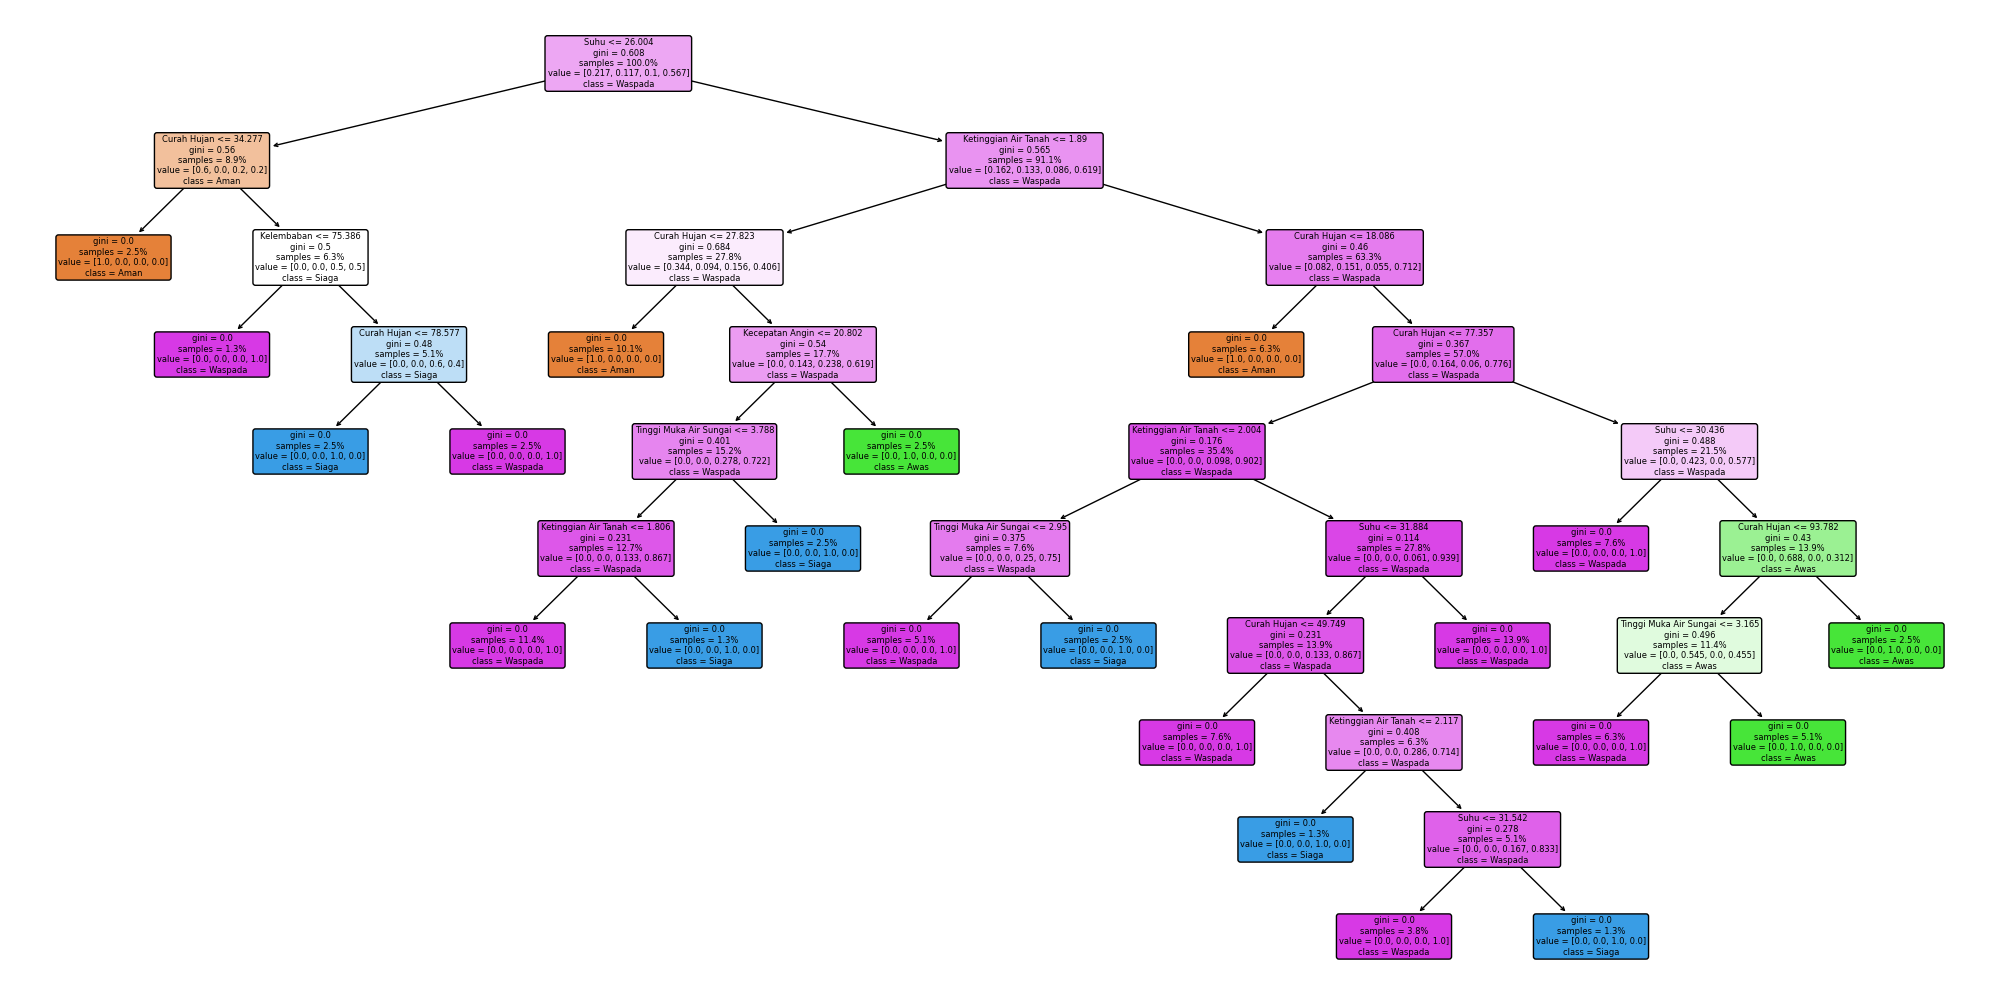 Suhu <= 26.004
gini = 0.608
samples = 100.0%
value = [0.217, 0.117, 0.1, 0.567]
class = Waspada
Curah Hujan <= 34.277
gini = 0.56
samples = 8.9%
value = [0.6, 0.0, 0.2, 0.2]
class = Aman
Ketinggian Air Tanah <= 1.89
gini = 0.565
samples = 91.1%
value = [0.162, 0.133, 0.086, 0.619]
class = Waspada
gini = 0.0
samples = 2.5%
value = [1.0, 0.0, 0.0, 0.0]
class = Aman
Kelembaban <= 75.386
gini = 0.5
samples = 6.3%
value = [0.0, 0.0, 0.5, 0.5]
class = Siaga
Curah Hujan <= 27.823
gini = 0.684
samples = 27.8%
value = [0.344, 0.094, 0.156, 0.406]
class = Waspada
Curah Hujan <= 18.086
gini = 0.46
samples = 63.3%
value = [0.082, 0.151, 0.055, 0.712]
class = Waspada
gini = 0.0
samples = 1.3%
value = [0.0, 0.0, 0.0, 1.0]
class = Waspada
Curah Hujan <= 78.577
gini = 0.48
samples = 5.1%
value = [0.0, 0.0, 0.6, 0.4]
class = Siaga
gini = 0.0
samples = 10.1%
value = [1.0, 0.0, 0.0, 0.0]
class = Aman
Kecepatan Angin <= 20.802
gini = 0.54
samples = 17.7%
value = [0.0, 0.143, 0.238, 0.619]
class = Waspada
gini = 0.0
samples = 6.3%
value = [1.0, 0.0, 0.0, 0.0]
class = Aman
Curah Hujan <= 77.357
gini = 0.367
samples = 57.0%
value = [0.0, 0.164, 0.06, 0.776]
class = Waspada
gini = 0.0
samples = 2.5%
value = [0.0, 0.0, 1.0, 0.0]
class = Siaga
gini = 0.0
samples = 2.5%
value = [0.0, 0.0, 0.0, 1.0]
class = Waspada
Tinggi Muka Air Sungai <= 3.788
gini = 0.401
samples = 15.2%
value = [0.0, 0.0, 0.278, 0.722]
class = Waspada
gini = 0.0
samples = 2.5%
value = [0.0, 1.0, 0.0, 0.0]
class = Awas
Ketinggian Air Tanah <= 2.004
gini = 0.176
samples = 35.4%
value = [0.0, 0.0, 0.098, 0.902]
class = Waspada
Suhu <= 30.436
gini = 0.488
samples = 21.5%
value = [0.0, 0.423, 0.0, 0.577]
class = Waspada
Ketinggian Air Tanah <= 1.806
gini = 0.231
samples = 12.7%
value = [0.0, 0.0, 0.133, 0.867]
class = Waspada
gini = 0.0
samples = 2.5%
value = [0.0, 0.0, 1.0, 0.0]
class = Siaga
Tinggi Muka Air Sungai <= 2.95
gini = 0.375
samples = 7.6%
value = [0.0, 0.0, 0.25, 0.75]
class = Waspada
Suhu <= 31.884
gini = 0.114
samples = 27.8%
value = [0.0, 0.0, 0.061, 0.939]
class = Waspada
gini = 0.0
samples = 7.6%
value = [0.0, 0.0, 0.0, 1.0]
class = Waspada
Curah Hujan <= 93.782
gini = 0.43
samples = 13.9%
value = [0.0, 0.688, 0.0, 0.312]
class = Awas
gini = 0.0
samples = 11.4%
value = [0.0, 0.0, 0.0, 1.0]
class = Waspada
gini = 0.0
samples = 1.3%
value = [0.0, 0.0, 1.0, 0.0]
class = Siaga
gini = 0.0
samples = 5.1%
value = [0.0, 0.0, 0.0, 1.0]
class = Waspada
gini = 0.0
samples = 2.5%
value = [0.0, 0.0, 1.0, 0.0]
class = Siaga
Curah Hujan <= 49.749
gini = 0.231
samples = 13.9%
value = [0.0, 0.0, 0.133, 0.867]
class = Waspada
gini = 0.0
samples = 13.9%
value = [0.0, 0.0, 0.0, 1.0]
class = Waspada
Tinggi Muka Air Sungai <= 3.165
gini = 0.496
samples = 11.4%
value = [0.0, 0.545, 0.0, 0.455]
class = Awas
gini = 0.0
samples = 2.5%
value = [0.0, 1.0, 0.0, 0.0]
class = Awas
gini = 0.0
samples = 7.6%
value = [0.0, 0.0, 0.0, 1.0]
class = Waspada
Ketinggian Air Tanah <= 2.117
gini = 0.408
samples = 6.3%
value = [0.0, 0.0, 0.286, 0.714]
class = Waspada
gini = 0.0
samples = 6.3%
value = [0.0, 0.0, 0.0, 1.0]
class = Waspada
gini = 0.0
samples = 5.1%
value = [0.0, 1.0, 0.0, 0.0]
class = Awas
gini = 0.0
samples = 1.3%
value = [0.0, 0.0, 1.0, 0.0]
class = Siaga
Suhu <= 31.542
gini = 0.278
samples = 5.1%
value = [0.0, 0.0, 0.167, 0.833]
class = Waspada
gini = 0.0
samples = 3.8%
value = [0.0, 0.0, 0.0, 1.0]
class = Waspada
gini = 0.0
samples = 1.3%
value = [0.0, 0.0, 1.0, 0.0]
class = Siaga